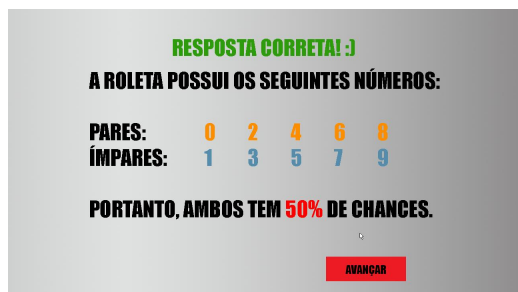 RESPOSTA CORRETA! :)
A ROLETA POSSUI OS SEGUINTES NÚMEROS:
PARES: 0 2 4 6 8
ÍMPARES: 1 3 5 7 9
PORTANTO, AMBOS TEM 50% DE CHANCES.
AVANÇAR